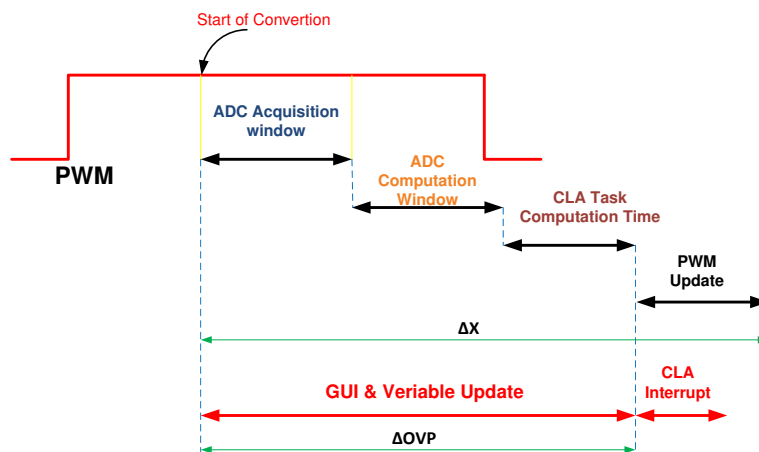 Start of Convertion
ADC Acquisition
window
PWM
ADC
Computation
Window
CLA Task
Computation Time
PWM
Update
ΔX
GUI & Veriable Update
CLA
Interrupt
ΔOVP